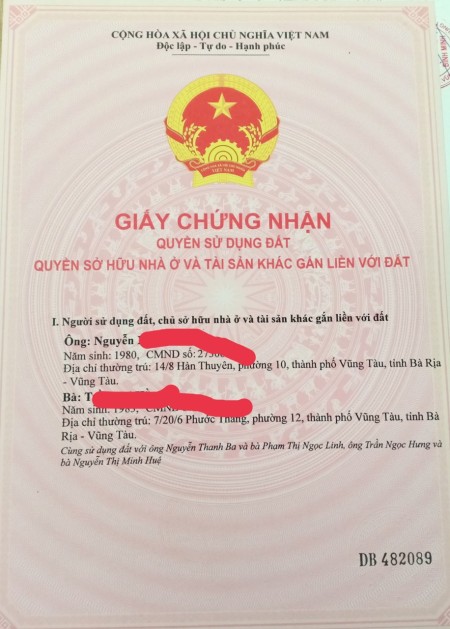 CỘNG HÒA XÃ HỘI CHỦ NGHĨA VIỆT NAM
Độc lập - Tự do - Hạnh phúc
VIỆT NAM
GIẤY CHỨNG NHẬN
QUYỀN SỬ DỤNG ĐẤT
QUYỀN SỞ HỮU NHÀ Ở VÀ TÀI SẢN KHÁC GẮN LIỀN VỚI ĐẤT
I. Người sử dụng đất, chủ sở hữu nhà ở và tài sản khác gắn liền với đất
Ông: Nguyễn
Năm sinh: 1980, CMND số:
Địa chỉ thường trú: 14/8 Hàn Thuyên, phường 10, thành phố Vũng Tàu, tỉnh Bà Rịa
- Vũng Tàu.
Bà:
Năm sinh: CMND
Địa chỉ thường trú: 7/20/6 Phước Thắng, phường 12, thành phố Vũng Tàu, tỉnh Bà
Rịa - Vũng Tàu.
Cùng sử dụng đất với ông Nguyễn Thanh Ba và bà Phạm Thị Ngọc Linh, ông Trần Ngọc Hưng và
bà Nguyễn Thị Minh Huệ
DB 482089